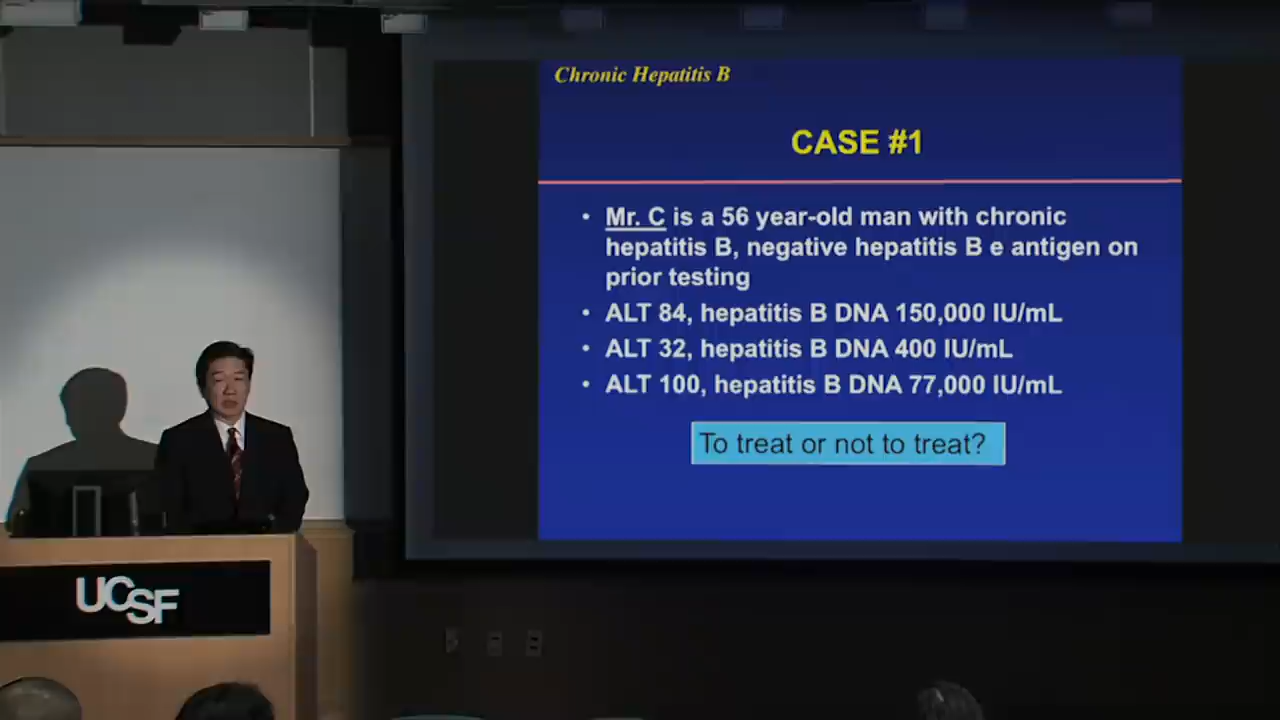 Chronic Hepatitis B
CASE #1
• Mr. C is a 56 year-old man with chronic
hepatitis B, negative hepatitis B e antigen on
prior testing
• ALT 84, hepatitis B DNA 150,000 IU/mL
• ALT 32, hepatitis B DNA 400 IU/mL
• ALT 100, hepatitis B DNA 77,000 IU/mL
To treat or not to treat?
UCSF